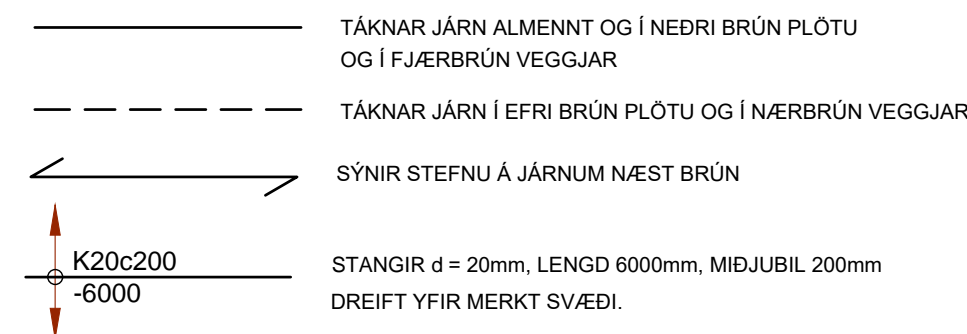 TÁKNAR JÁRN ALMENNT OG Í NEÐRI BRÚN PLÖTU
OG Í FJÆRBRÚN VEGGJAR
TÁKNAR JÁRN Í EFRI BRÚN PLÖTU OG Í NÆRBRÚN VEGGJAR
SÝNIR STEFNU Á JÁRNUM NÆST BRÚN
K20c200
-6000
STANGIR d = 20mm, LENGD 6000mm, MIÐJUBIL 200mm
DREIFT YFIR MERKT SVÆÐI.